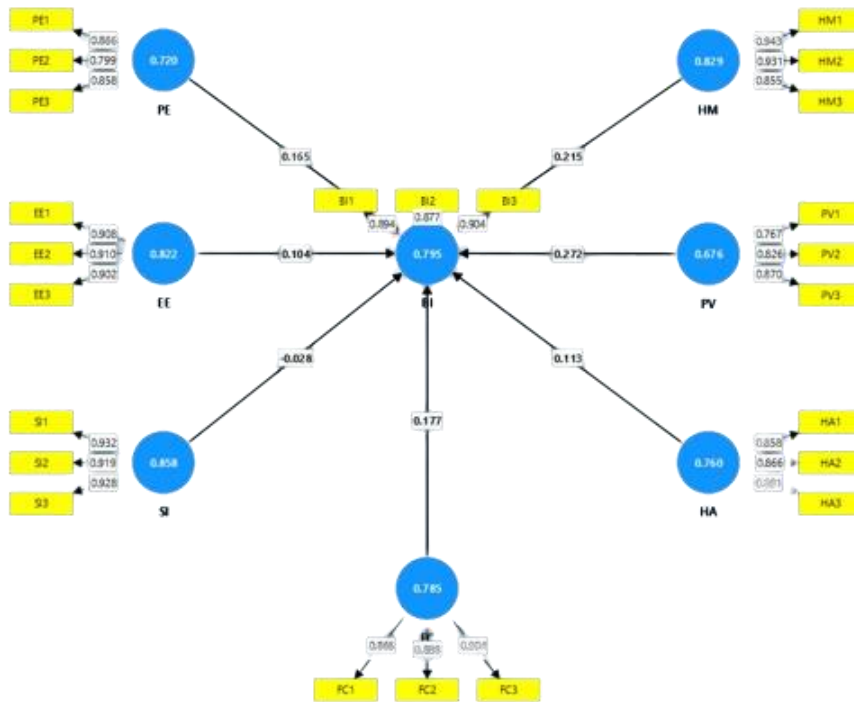 PE1
0.866
PE2
0.799
PE3
0.858
0.720
PE
HM1
0.943
HM2
0.931
HM3
0.855
0.829
HM
0.165
0.215
BI1
BI2
BI3
0.894
0.877
0.904
0.795
BI
EE1
0.908
EE2
0.910
EE3
0.902
0.822
EE
0.104
0.272
PV1
0.767
PV2
0.826
PV3
0.870
0.676
PV
-0.028
0.113
0.177
SI1
0.932
SI2
0.919
SI3
0.928
0.858
SI
HA1
0.858
HA2
0.866
HA3
0.760
HA
0.785
0.866
FC1
FC2
FC3